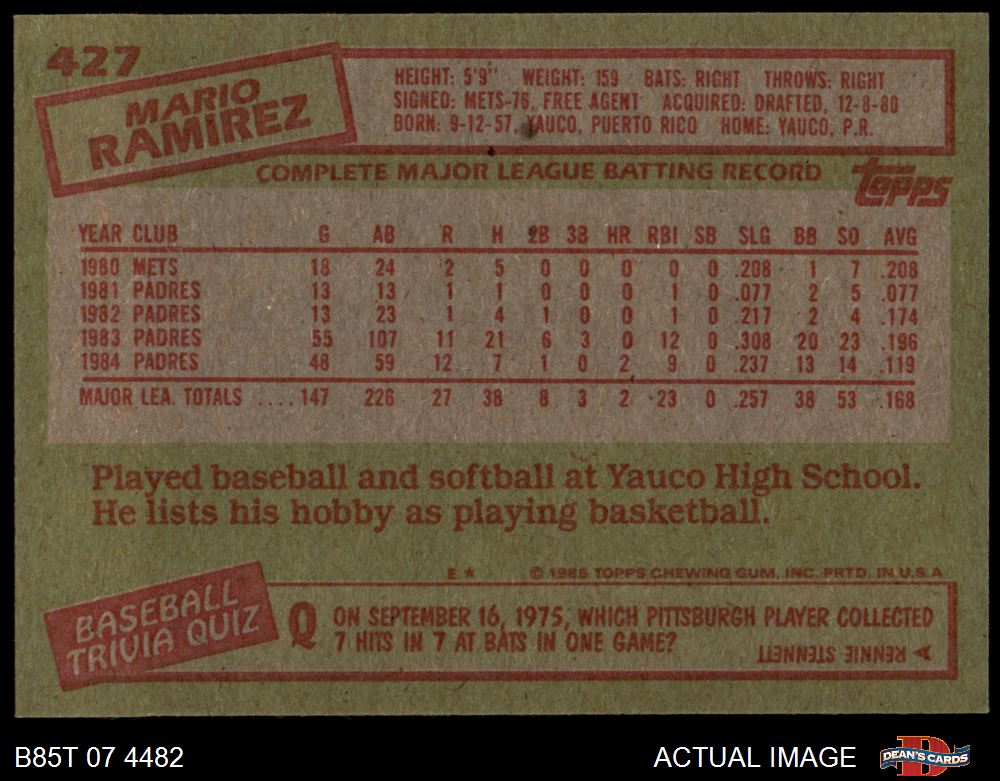 427
MARIO
RAMIREZ
HEIGHT: 5'9" WEIGHT: 159 BATS: RIGHT THROWS: RIGHT
SIGNED: METS-76, FREE AGENT ACQUIRED: DRAFTED, 12-8-80
BORN: 9-12-57, YAUCO, PUERTO RICO HOME: YAUCO, P.R.
COMPLETE MAJOR LEAGUE BATTING RECORD
topps
YEAR CLUB G AB R H 2B 3B HR RBI SB SLG BB SO AVG
1980 METS 18 24 2 5 0 0 0 0 0 .208 1 7 .208
1981 PADRES 13 13 1 1 0 0 0 1 0 .077 2 5 .077
1982 PADRES 13 23 1 4 1 0 0 1 0 .217 2 4 .174
1983 PADRES 55 107 11 21 6 3 0 12 0 .308 20 23 .196
1984 PADRES 48 59 12 7 1 0 2 9 0 .237 13 14 .119
MAJOR LEA. TOTALS ....147 226 27 38 8 3 2 23 0 .257 38 53 .168
Played baseball and softball at Yauco High School.
He lists his hobby as playing basketball.
E * © 1985 TOPPS CHEWING GUM, INC. PRTD. IN U.S.A
BASEBALL
TRIVIA QUIZ
Q ON SEPTEMBER 16, 1975, WHICH PITTSBURGH PLAYER COLLECTED
7 HITS IN 7 AT BATS IN ONE GAME?
A RENNIE STENNETT
B85T 07 4482
ACTUAL IMAGE
DEAN'S CARDS